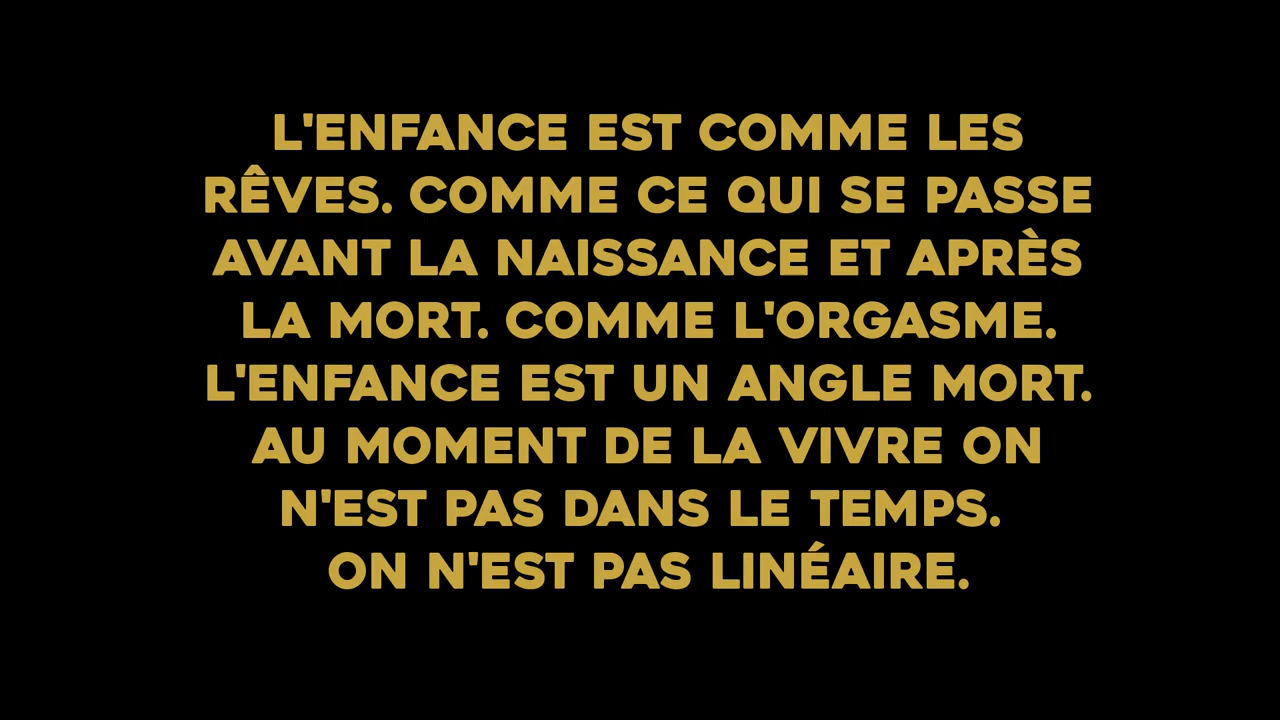 L'ENFANCE EST COMME LES
RÊVES. COMME CE QUI SE PASSE
AVANT LA NAISSANCE ET APRÈS
LA MORT. COMME L'ORGASME.
L'ENFANCE EST UN ANGLE MORT.
AU MOMENT DE LA VIVRE ON
N'EST PAS DANS LE TEMPS.
ON N'EST PAS LINÉAIRE.